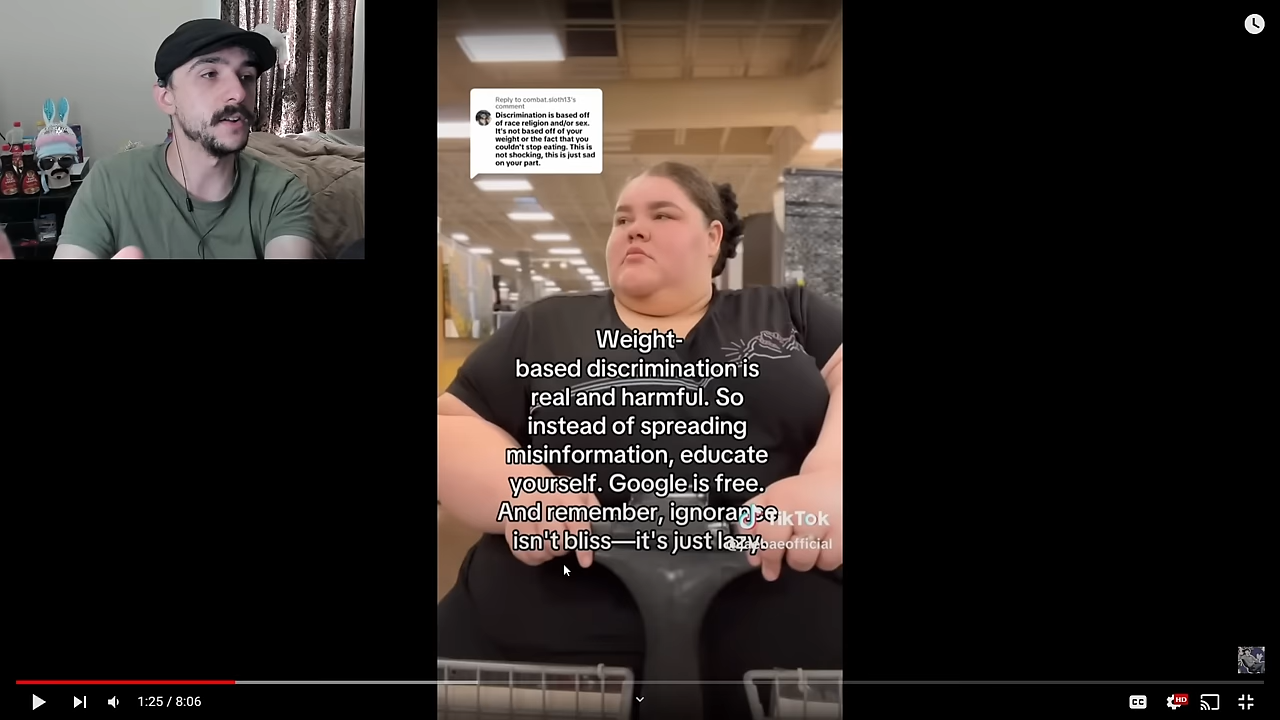 Reply to combat.sloth13's
comment
Discrimination is based off
of race religion and/or sex.
It's not based off of your
weight or the fact that you
couldn't stop eating. This is
not shocking, this is just sad
on your part.
Weight-
based discrimination is
real and harmful. So
instead of spreading
misinformation, educate
yourself. Google is free.
And remember, ignorance
isn't bliss—it's just lazy.
TikTok
1:25 / 8:06
CC
HD